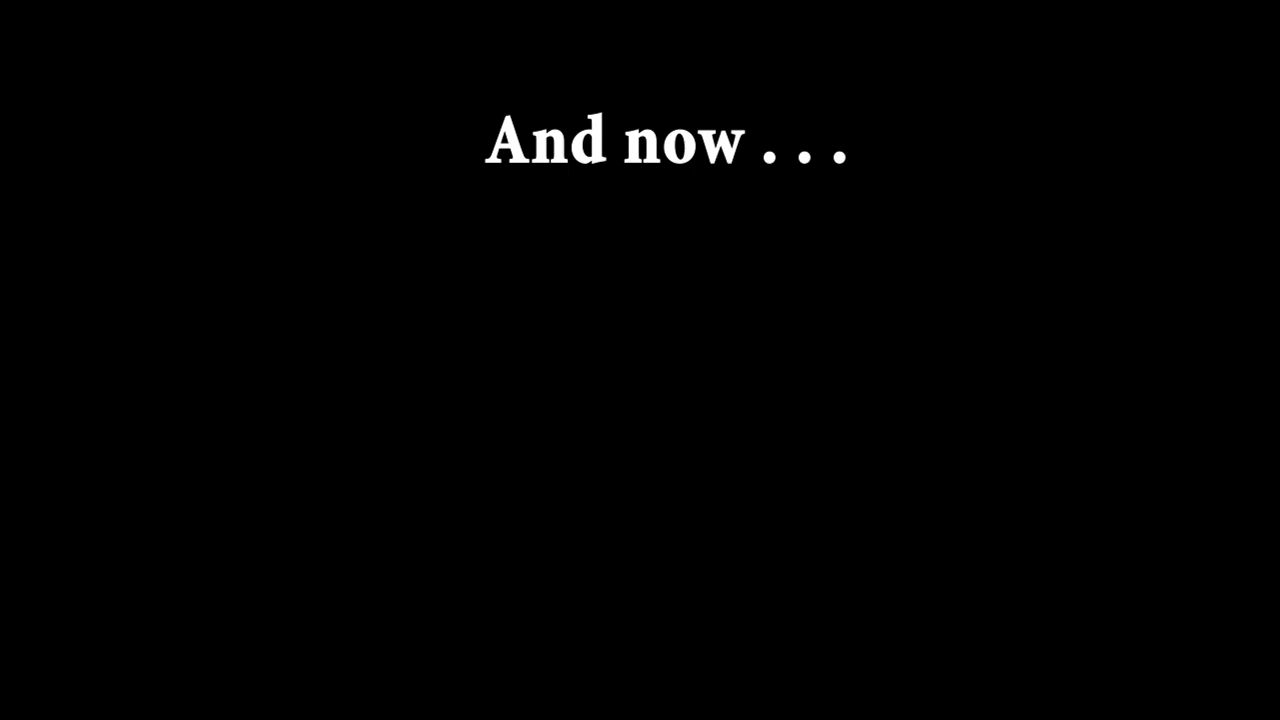 And now . . .